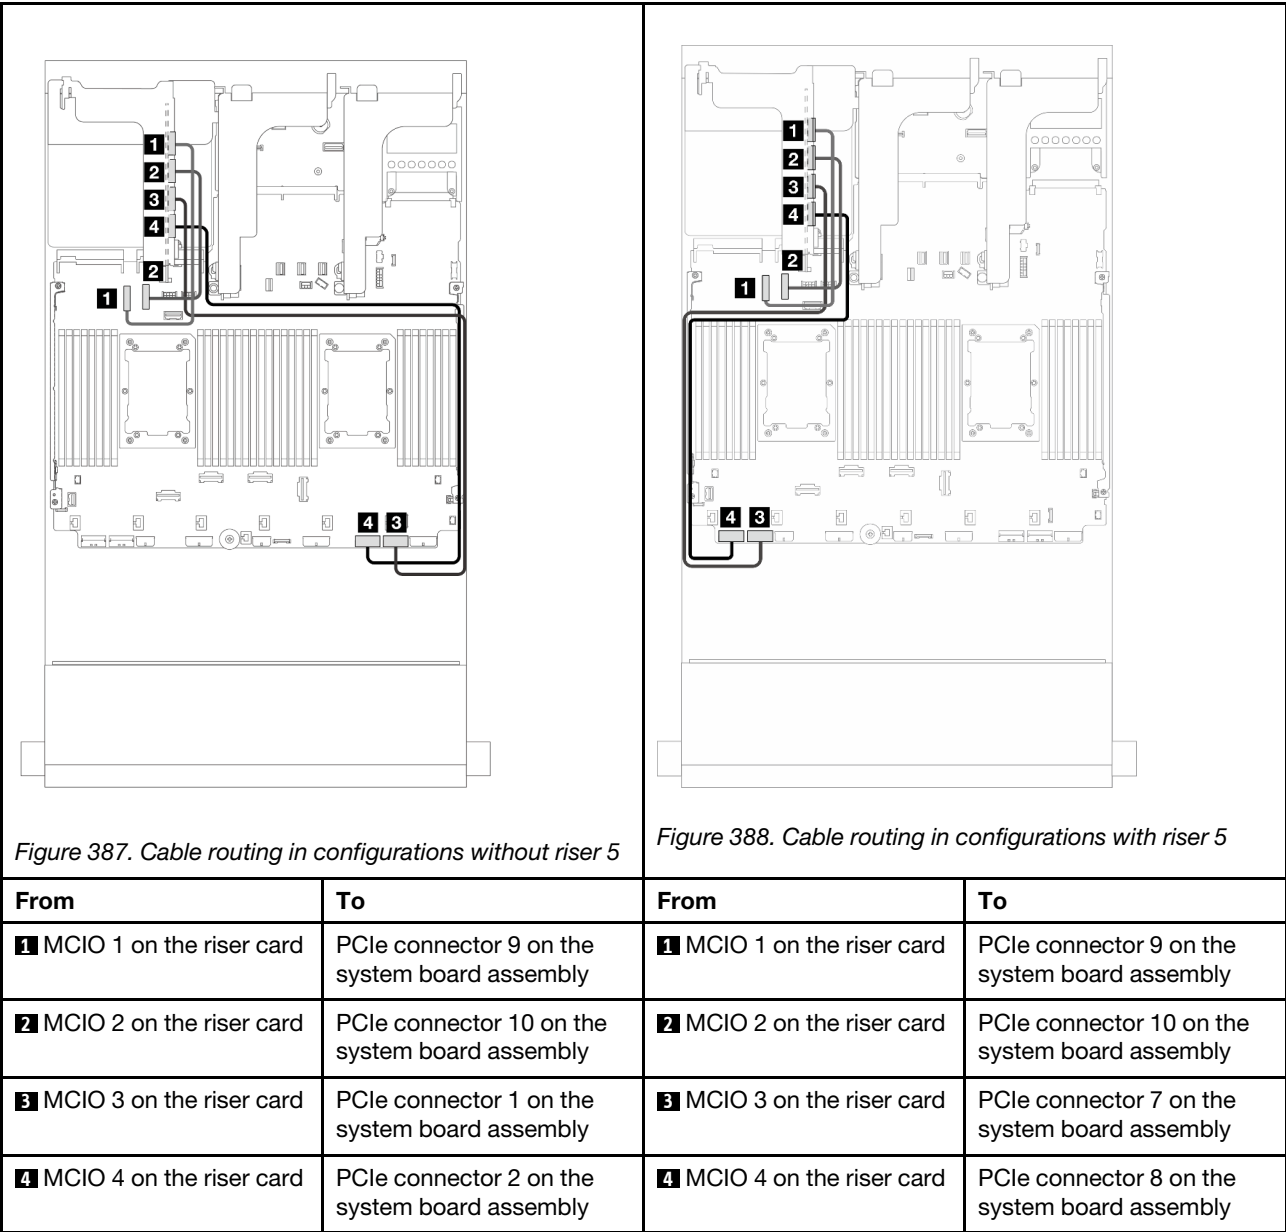 1
2
3
4
2
1
4 3
Figure 387. Cable routing in configurations without riser 5
1
2
3
4
2
1
4 3
Figure 388. Cable routing in configurations with riser 5
From To From To
1 MCIO 1 on the riser card PCIe connector 9 on the 1 MCIO 1 on the riser card PCIe connector 9 on the
system board assembly system board assembly
2 MCIO 2 on the riser card PCIe connector 10 on the 2 MCIO 2 on the riser card PCIe connector 10 on the
system board assembly system board assembly
3 MCIO 3 on the riser card PCIe connector 1 on the 3 MCIO 3 on the riser card PCIe connector 7 on the
system board assembly system board assembly
4 MCIO 4 on the riser card PCIe connector 2 on the 4 MCIO 4 on the riser card PCIe connector 8 on the
system board assembly system board assembly